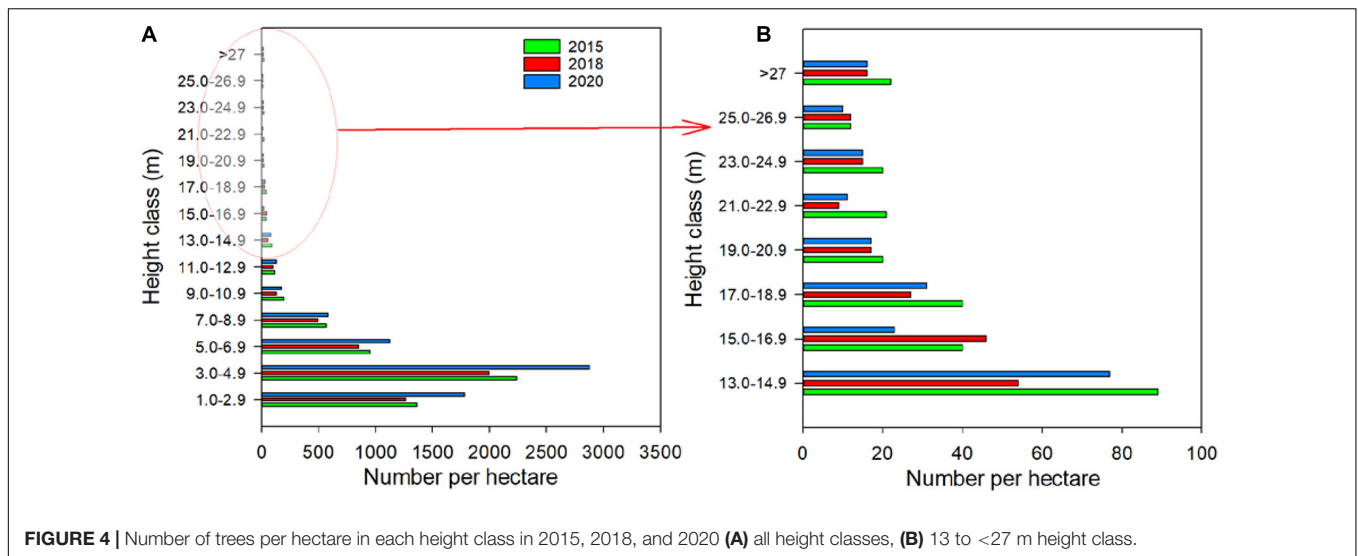 A
Height class (m)
>27
25.0-26.9
23.0-24.9
21.0-22.9
19.0-20.9
17.0-18.9
15.0-16.9
13.0-14.9
11.0-12.9
9.0-10.9
7.0-8.9
5.0-6.9
3.0-4.9
1.0-2.9
2015
2018
2020
0 500 1000 1500 2000 2500 3000 3500
Number per hectare
B
Height class (m)
>27
25.0-26.9
23.0-24.9
21.0-22.9
19.0-20.9
17.0-18.9
15.0-16.9
13.0-14.9
0 20 40 60 80 100
Number per hectare
FIGURE 4 | Number of trees per hectare in each height class in 2015, 2018, and 2020 (A) all height classes, (B) 13 to <27 m height class.